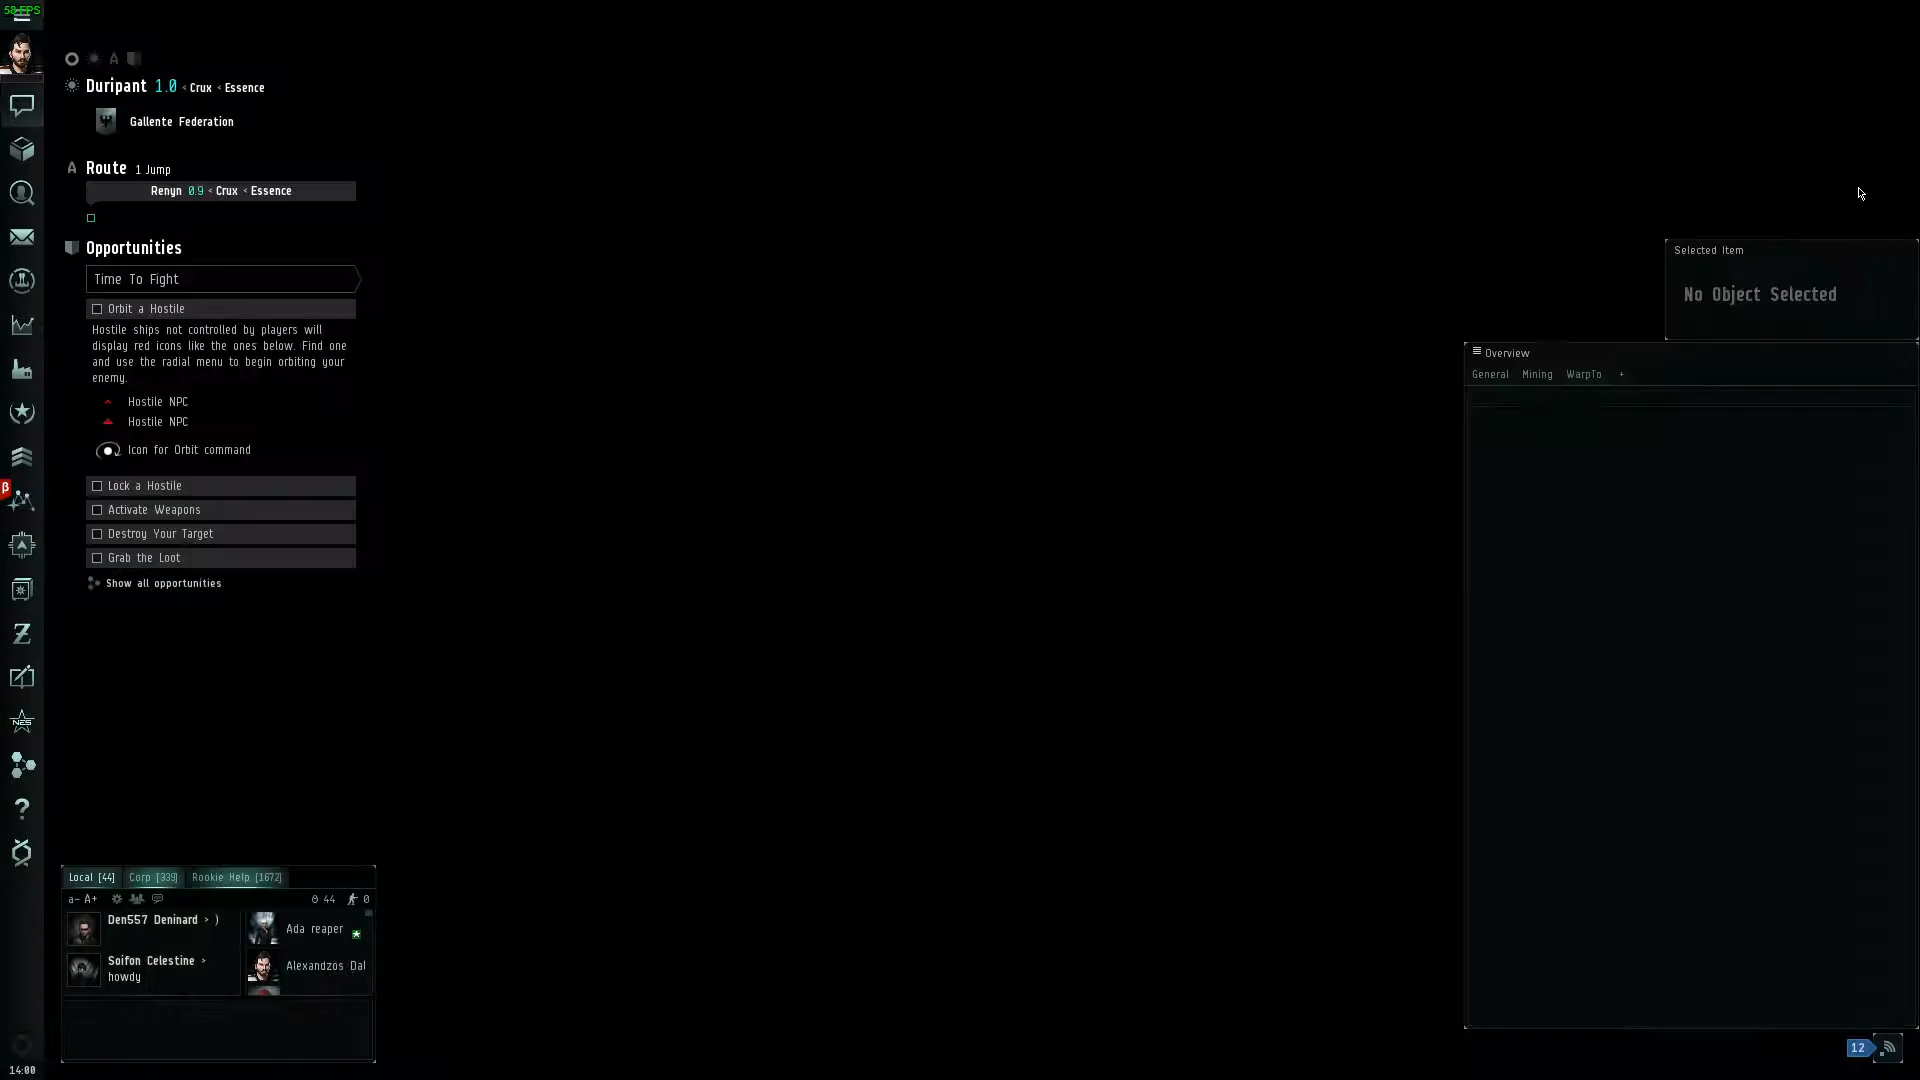 58 FPS
Duripant 1.0 < Crux < Essence
Gallente Federation
A Route 1 Jump
Renyn 0.9 < Crux < Essence
Opportunities
Time To Fight
Orbit a Hostile
Hostile ships not controlled by players will
display red icons like the ones below. Find one
and use the radial menu to begin orbiting your
enemy.
Hostile NPC
Hostile NPC
Icon for Orbit command
Lock a Hostile
Activate Weapons
Destroy Your Target
Grab the Loot
Show all opportunities
β
NES
Local [44] Corp [339] Rookie Help [1672]
a- A+ 44 0
Den557 Deninard > )
Soifon Celestine >
howdy
Ada reaper
Alexandzos Dal
14:00
Selected Item
No Object Selected
Overview
General Mining WarpTo +
12